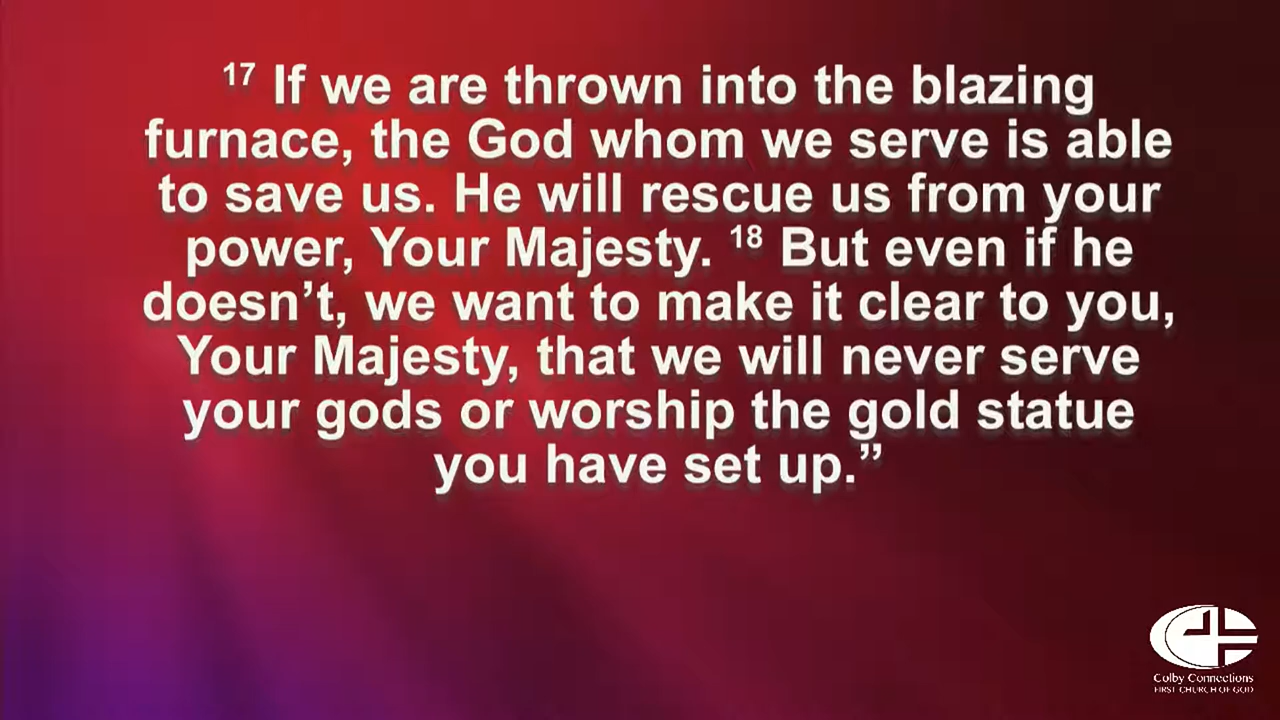 17 If we are thrown into the blazing
furnace, the God whom we serve is able
to save us. He will rescue us from your
power, Your Majesty. 18 But even if he
doesn’t, we want to make it clear to you,
Your Majesty, that we will never serve
your gods or worship the gold statue
you have set up.”
Colby Connections
FIRST CHURCH OF GOD